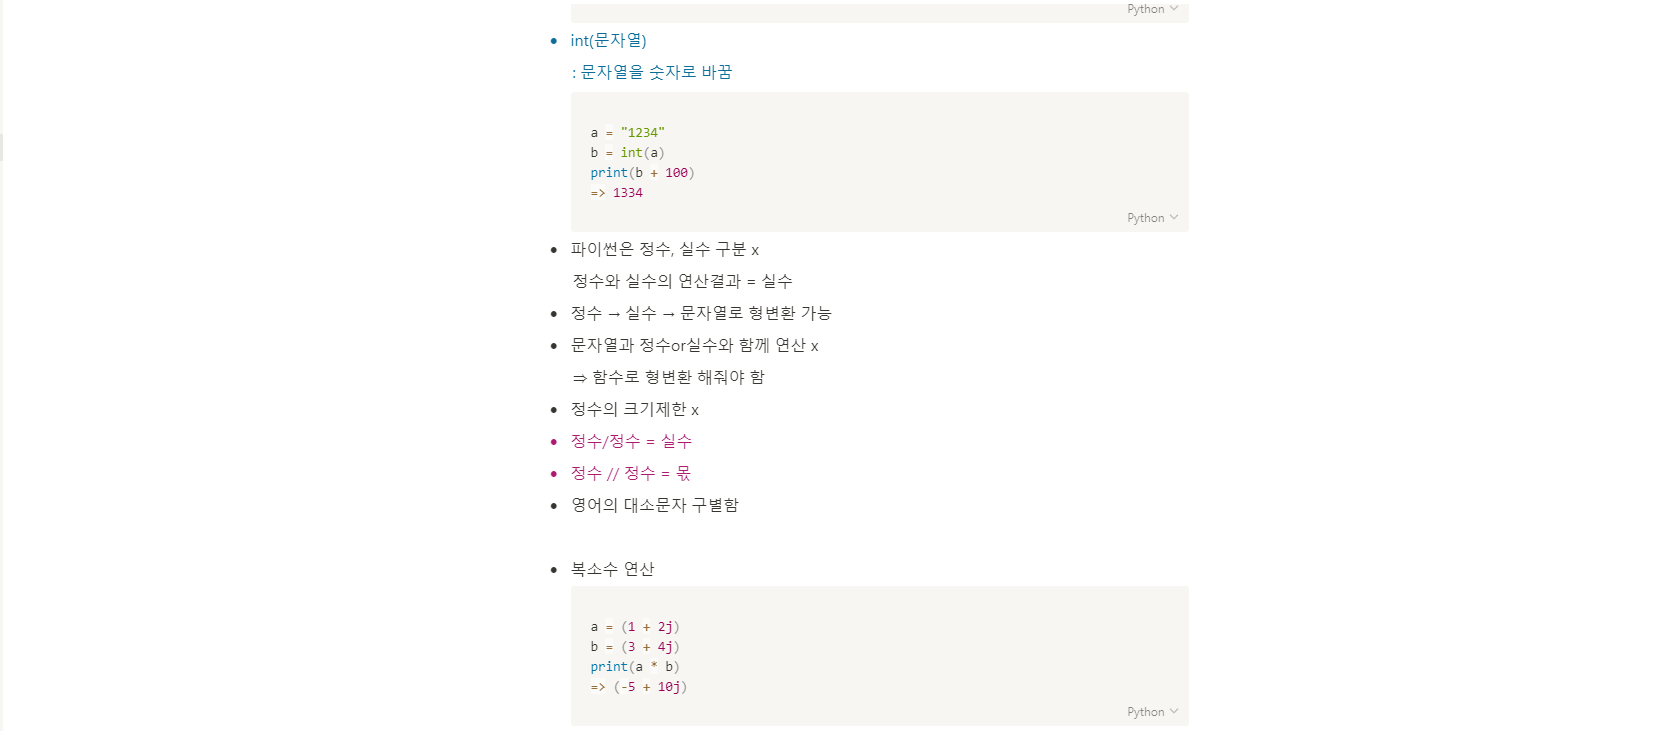 Python
int(문자열)
: 문자열을 숫자로 바꿈
a = "1234"
b = int(a)
print(b + 100)
=> 1334
Python
파이썬은 정수, 실수 구분 x
정수와 실수의 연산결과 = 실수
정수 → 실수 → 문자열로 형변환 가능
문자열과 정수or실수와 함께 연산 x
⇒ 함수로 형변환 해줘야 함
정수의 크기제한 x
정수/정수 = 실수
정수 // 정수 = 몫
영어의 대소문자 구별함
복소수 연산
a = (1 + 2j)
b = (3 + 4j)
print(a * b)
=> (-5 + 10j)
Python